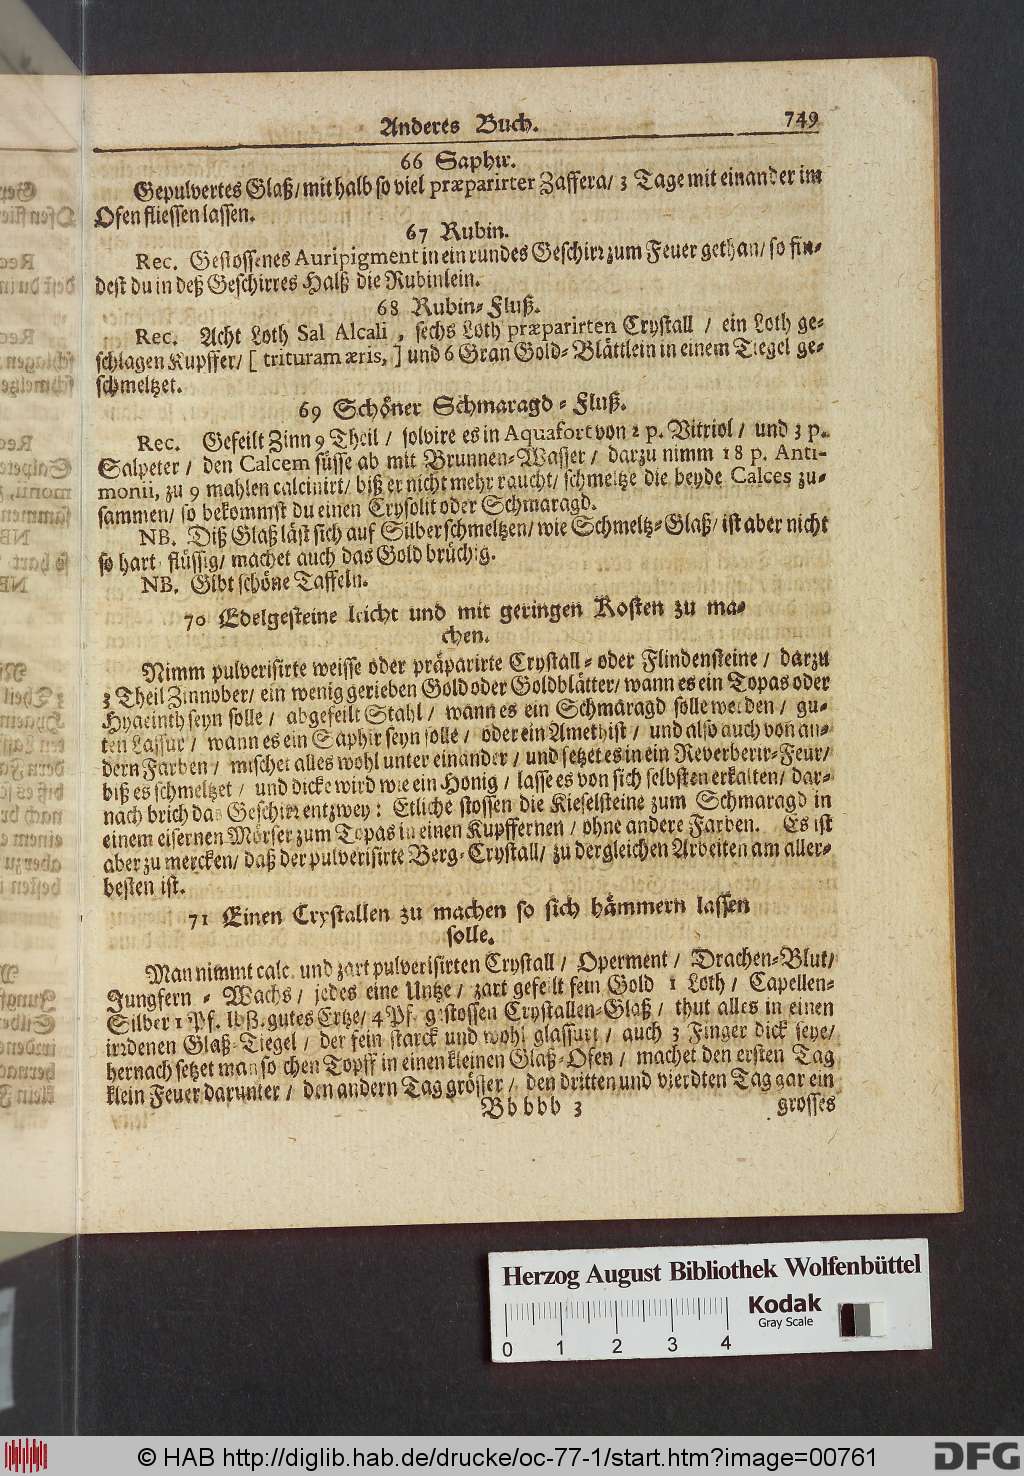 Anderes Buch. 749
66 Saphir.
Gepulvertes Glaß/ mit halb so viel præparirter Zaffera/ 3 Tage mit einander im
Ofen fliessen lassen.
67 Rubin.
Rec. Gestossenes Auripigment in ein rundes Geschirr zum Feuer gethan/ so fin-
dest du in deß Geschirres Halß die Rubinlein.
68 Rubin-Fluß.
Rec. Acht Loth Sal Alcali, sechs Loth præparirten Crystall / ein Loth ge-
schlagen Kupffer/ [ trituram æris, ] und 6 Gran Gold-Blättlein in einem Tiegel ge-
schmeltzet.
69 Schöner Schmaragd-Fluß.
Rec. Gefeilt Zinn 9 Theil / solvire es in Aquafort von 2 p. Vitriol / und 3 p.
Salpeter / den Calcem süsse ab mit Brunnen-Wasser / darzu nimm 18 p. Anti-
monii, zu 9 mahlen calcinirt/ biß er nicht mehr raucht/ schmeltze die beyde Calces zu-
sammen/ so bekommst du einen Crysolit oder Schmaragd.
NB. Diß Glaß läst sich auf Silber schmeltzen/ wie Schmeltz-Glaß/ ist aber nicht
so hart flüssig/ machet auch das Gold brüchig.
NB. Gibt schöne Taffeln.
70 Edelgesteine leicht und mit geringen Kosten zu ma-
chen.
Nimm pulverisirte weisse oder präparirte Crystall- oder Flindensteine / darzu
3 Theil Zinnober/ ein wenig gerieben Gold oder Goldblätter/ wann es ein Topas oder
Hyacinth seyn solle / abgefeilt Stahl / wann es ein Schmaragd solle werden / gu-
ten Lassur / wann es ein Saphir seyn solle / oder ein Amethist / und also auch von an-
dern Farben / mischet alles wohl unter einander / und setzet es in ein Reverberir-Feur/
biß es schmeltzet / und dicke wird wie ein Honig / lasse es von sich selbsten erkalten/ dar-
nach brich das Geschirr entzwey: Etliche stossen die Kieselsteine zum Schmaragd in
einem eisernen Mörser zum Topas in einen Kupffernen / ohne andere Farben. Es ist
aber zu mercken/ daß der pulverisirte Berg-Crystall/ zu dergleichen Arbeiten am aller-
besten ist.
71 Einen Crystallen zu machen so sich hämmern lassen
solle.
Man nimmt calc. und zart pulverisirten Crystall / Operment / Drachen-Blut/
Jungfern-Wachs / jedes eine Untze / zart gefeilt fein Gold 1 Loth / Capellen-
Silber 1 Pf. lbß. gutes Ertze/ 4 Pf. gestossen Crystallen-Glaß / thut alles in einen
irrdenen Glaß-Tiegel / der fein starck und wohl glassurt / auch 3 Finger dick seye/
hernach setzet man solchen Topff in einen kleinen Glaß-Ofen / machet den ersten Tag
klein Feuer darunter / den andern Tag grösser / den dritten und vierdten Tag gar ein
Bbbbb 3 grosses
Herzog August Bibliothek Wolfenbüttel
Kodak
Gray Scale
0 1 2 3 4
© HAB http://diglib.hab.de/drucke/oc-77-1/start.htm?image=00761
DFG